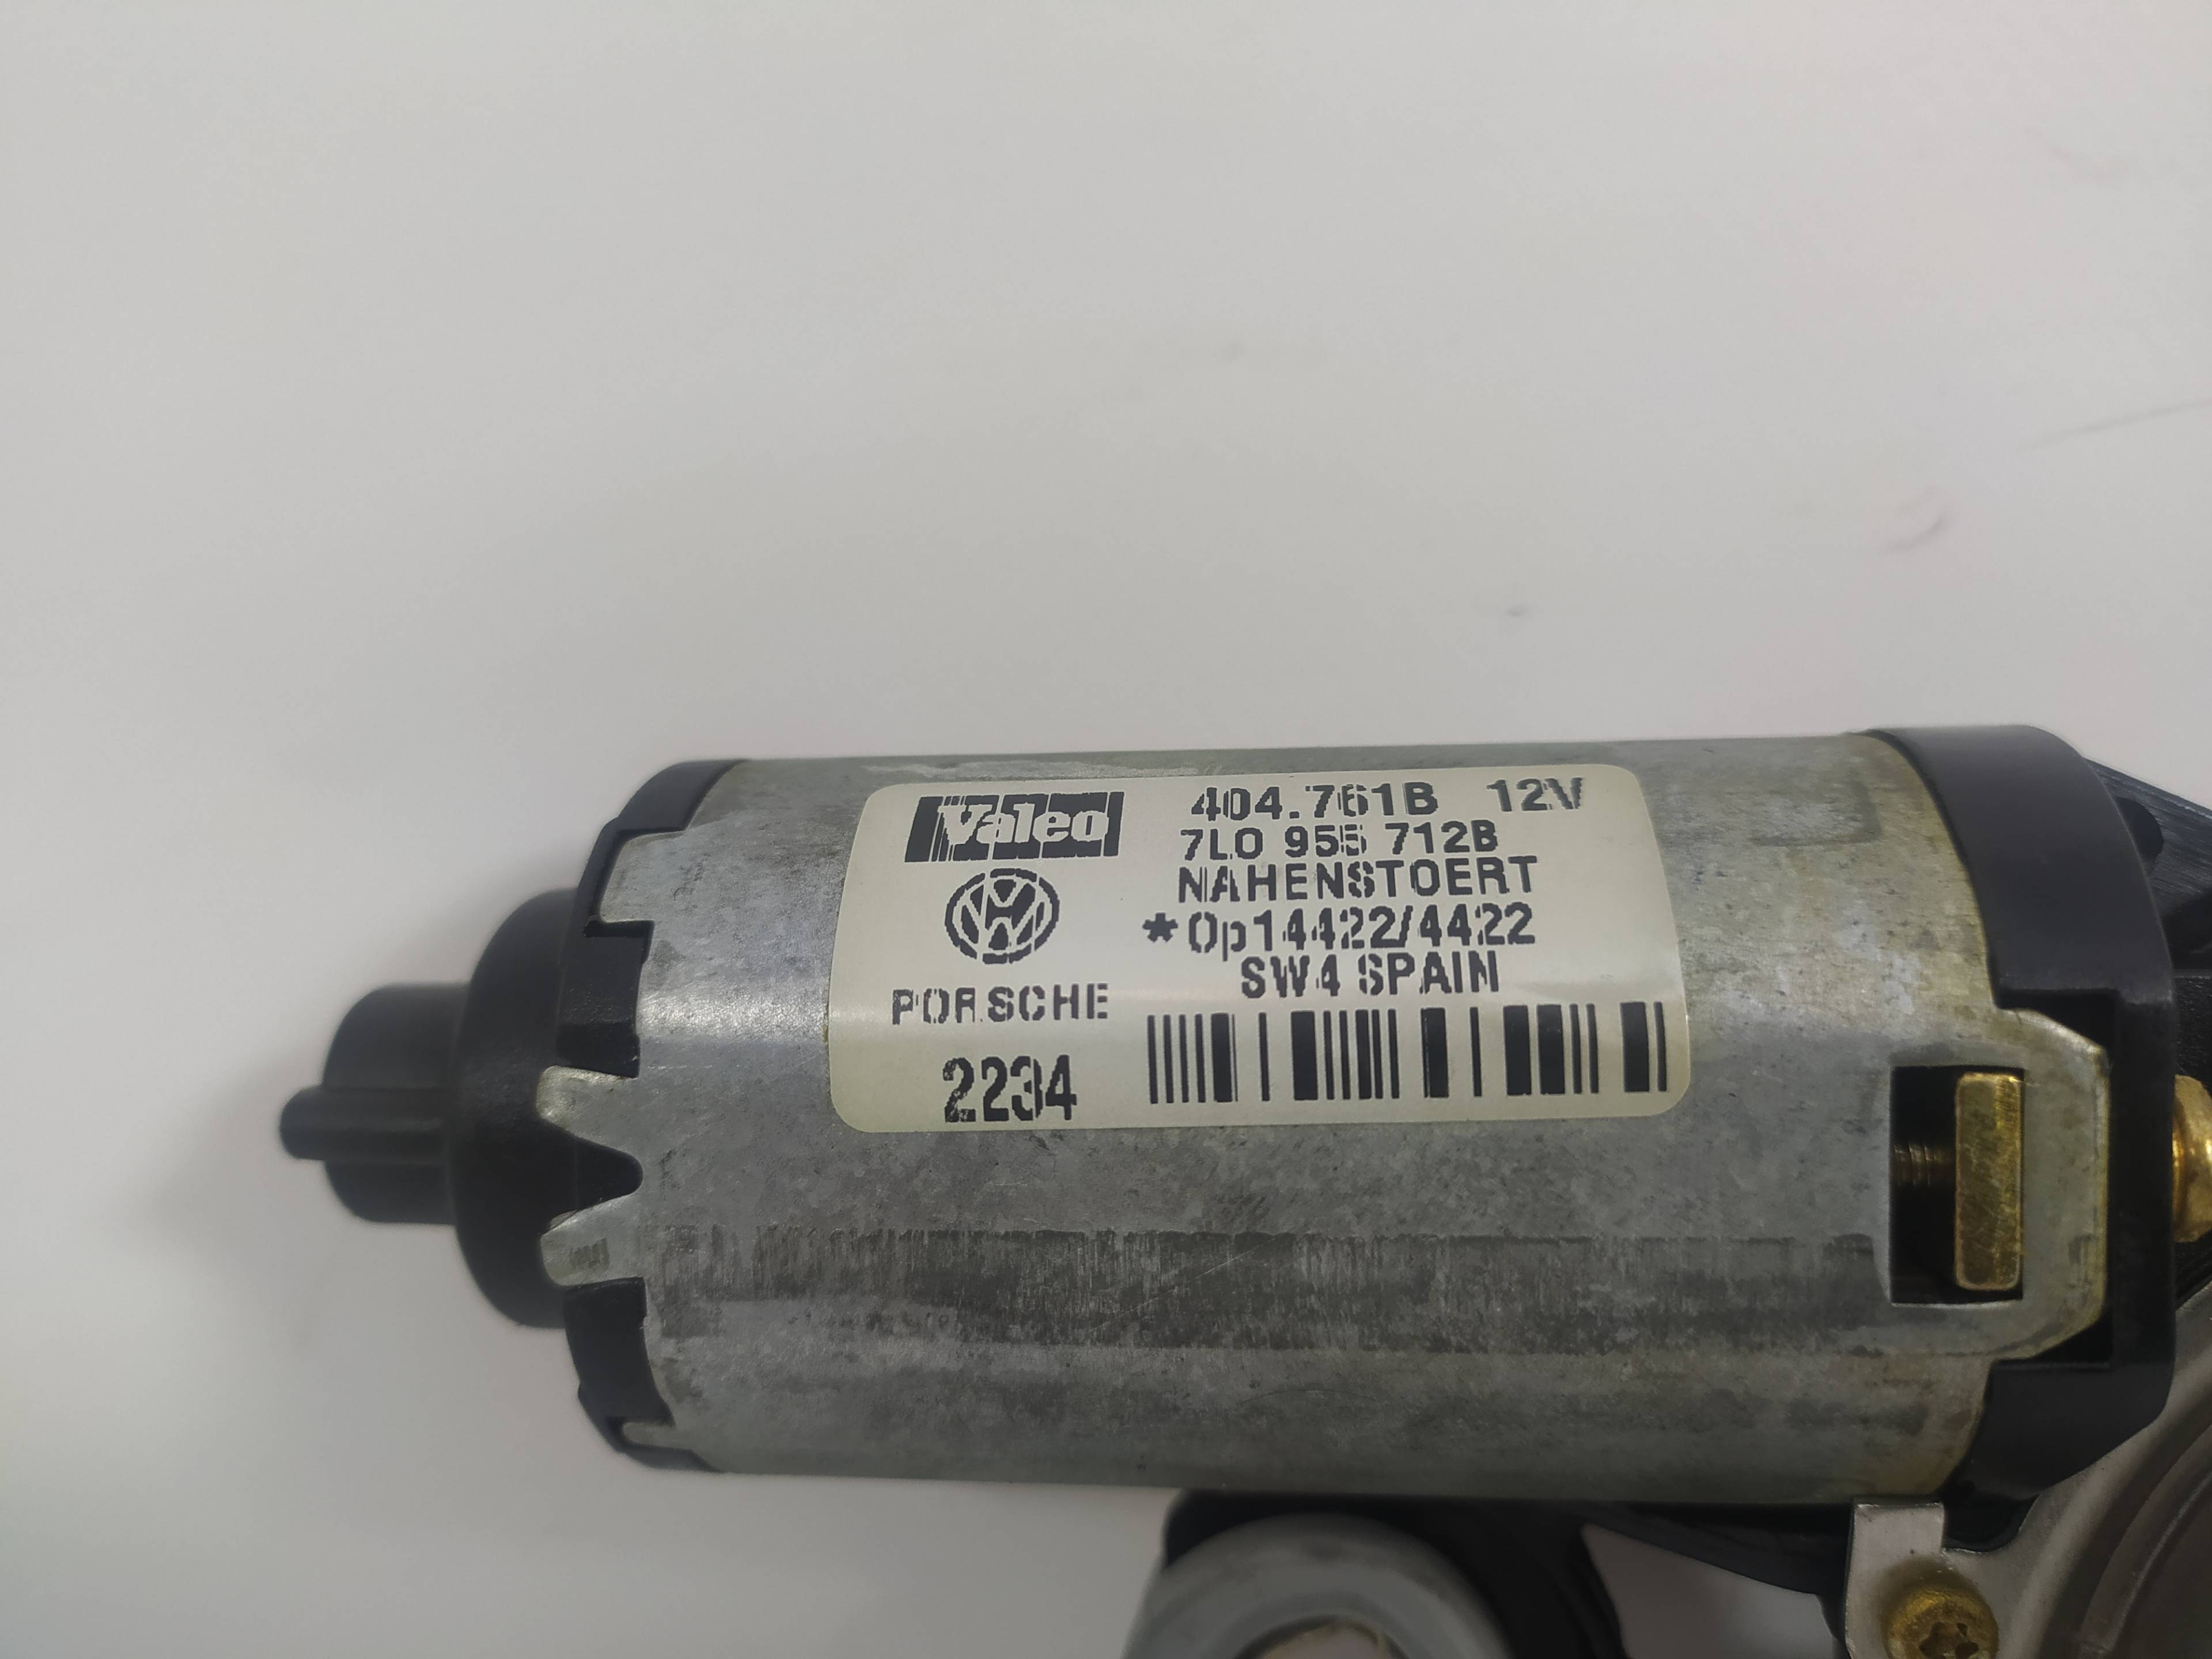 Valeo
404.761B 12V
7L0 955 712B
NAHENSTOERT
*Op14422/4422
SW4 SPAIN
PORSCHE
2234